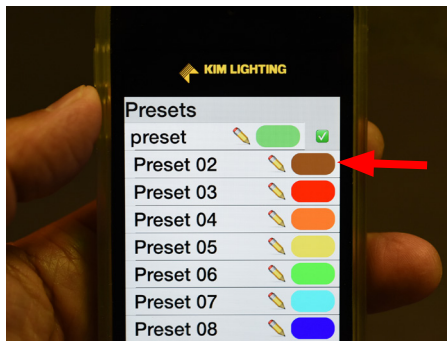 KIM LIGHTING
Presets
preset
Preset 02
Preset 03
Preset 04
Preset 05
Preset 06
Preset 07
Preset 08